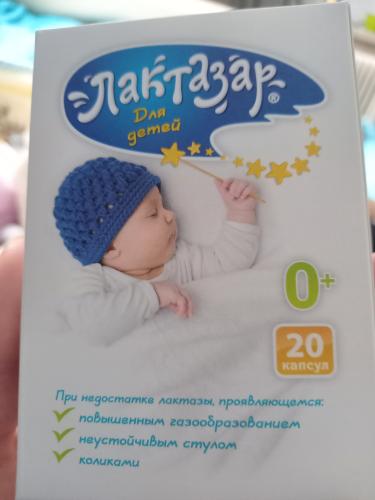 Лактазар®
Для
детей
0+
20
капсул
При недостатке лактазы, проявляющемся:
повышенным газообразованием
неустойчивым стулом
коликами